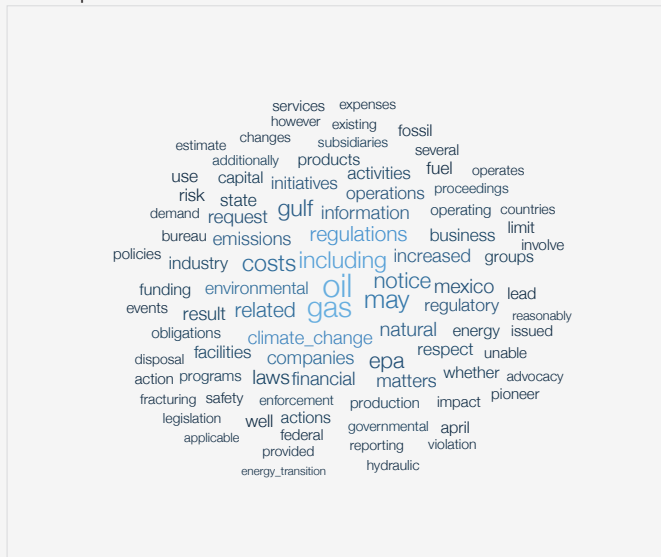 services expenses
however existing
changes fossil
estimate subsidiaries
additionally products several
use capital initiatives activities fuel operates
risk state operations proceedings
demand request gulf information operating countries
bureau emissions regulations business limit
policies industry costs including increased groups involve
funding environmental oil notice mexico lead
events result related gas may regulatory reasonably
obligations climate_change natural energy issued
disposal facilities companies epa respect unable
action programs laws financial matters whether advocacy
fracturing safety enforcement production impact pioneer
legislation well actions governmental april
applicable federal reporting violation
provided
energy_transition hydraulic